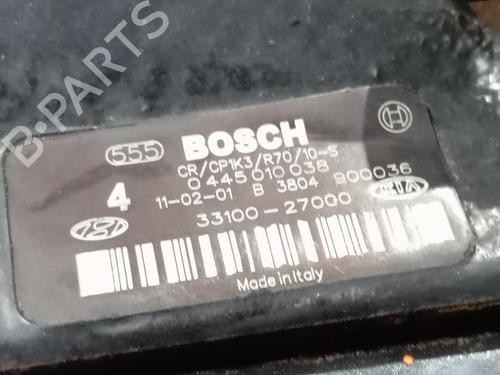 B-PARTS
555
BOSCH
CR/CP1K3/R70/10-S
0 445 010 038
4
11-02-01 B 3804 900036
KIA
33100-27000
Made in Italy